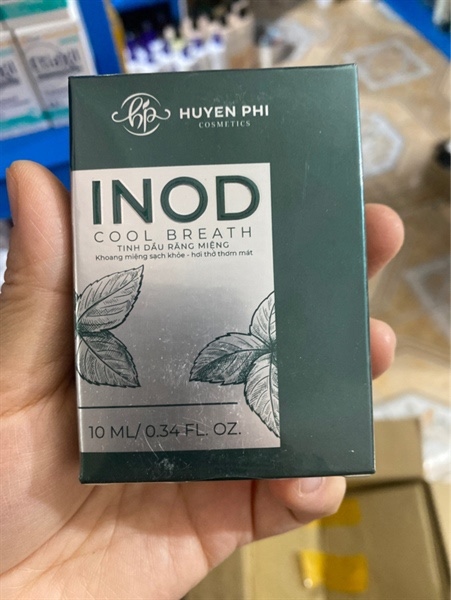 hp HUYEN PHI
COSMETICS
INOD
COOL BREATH
TINH DẦU RĂNG MIỆNG
Khoang miệng sạch khỏe - hơi thở thơm mát
10 ML/ 0.34 FL. OZ.